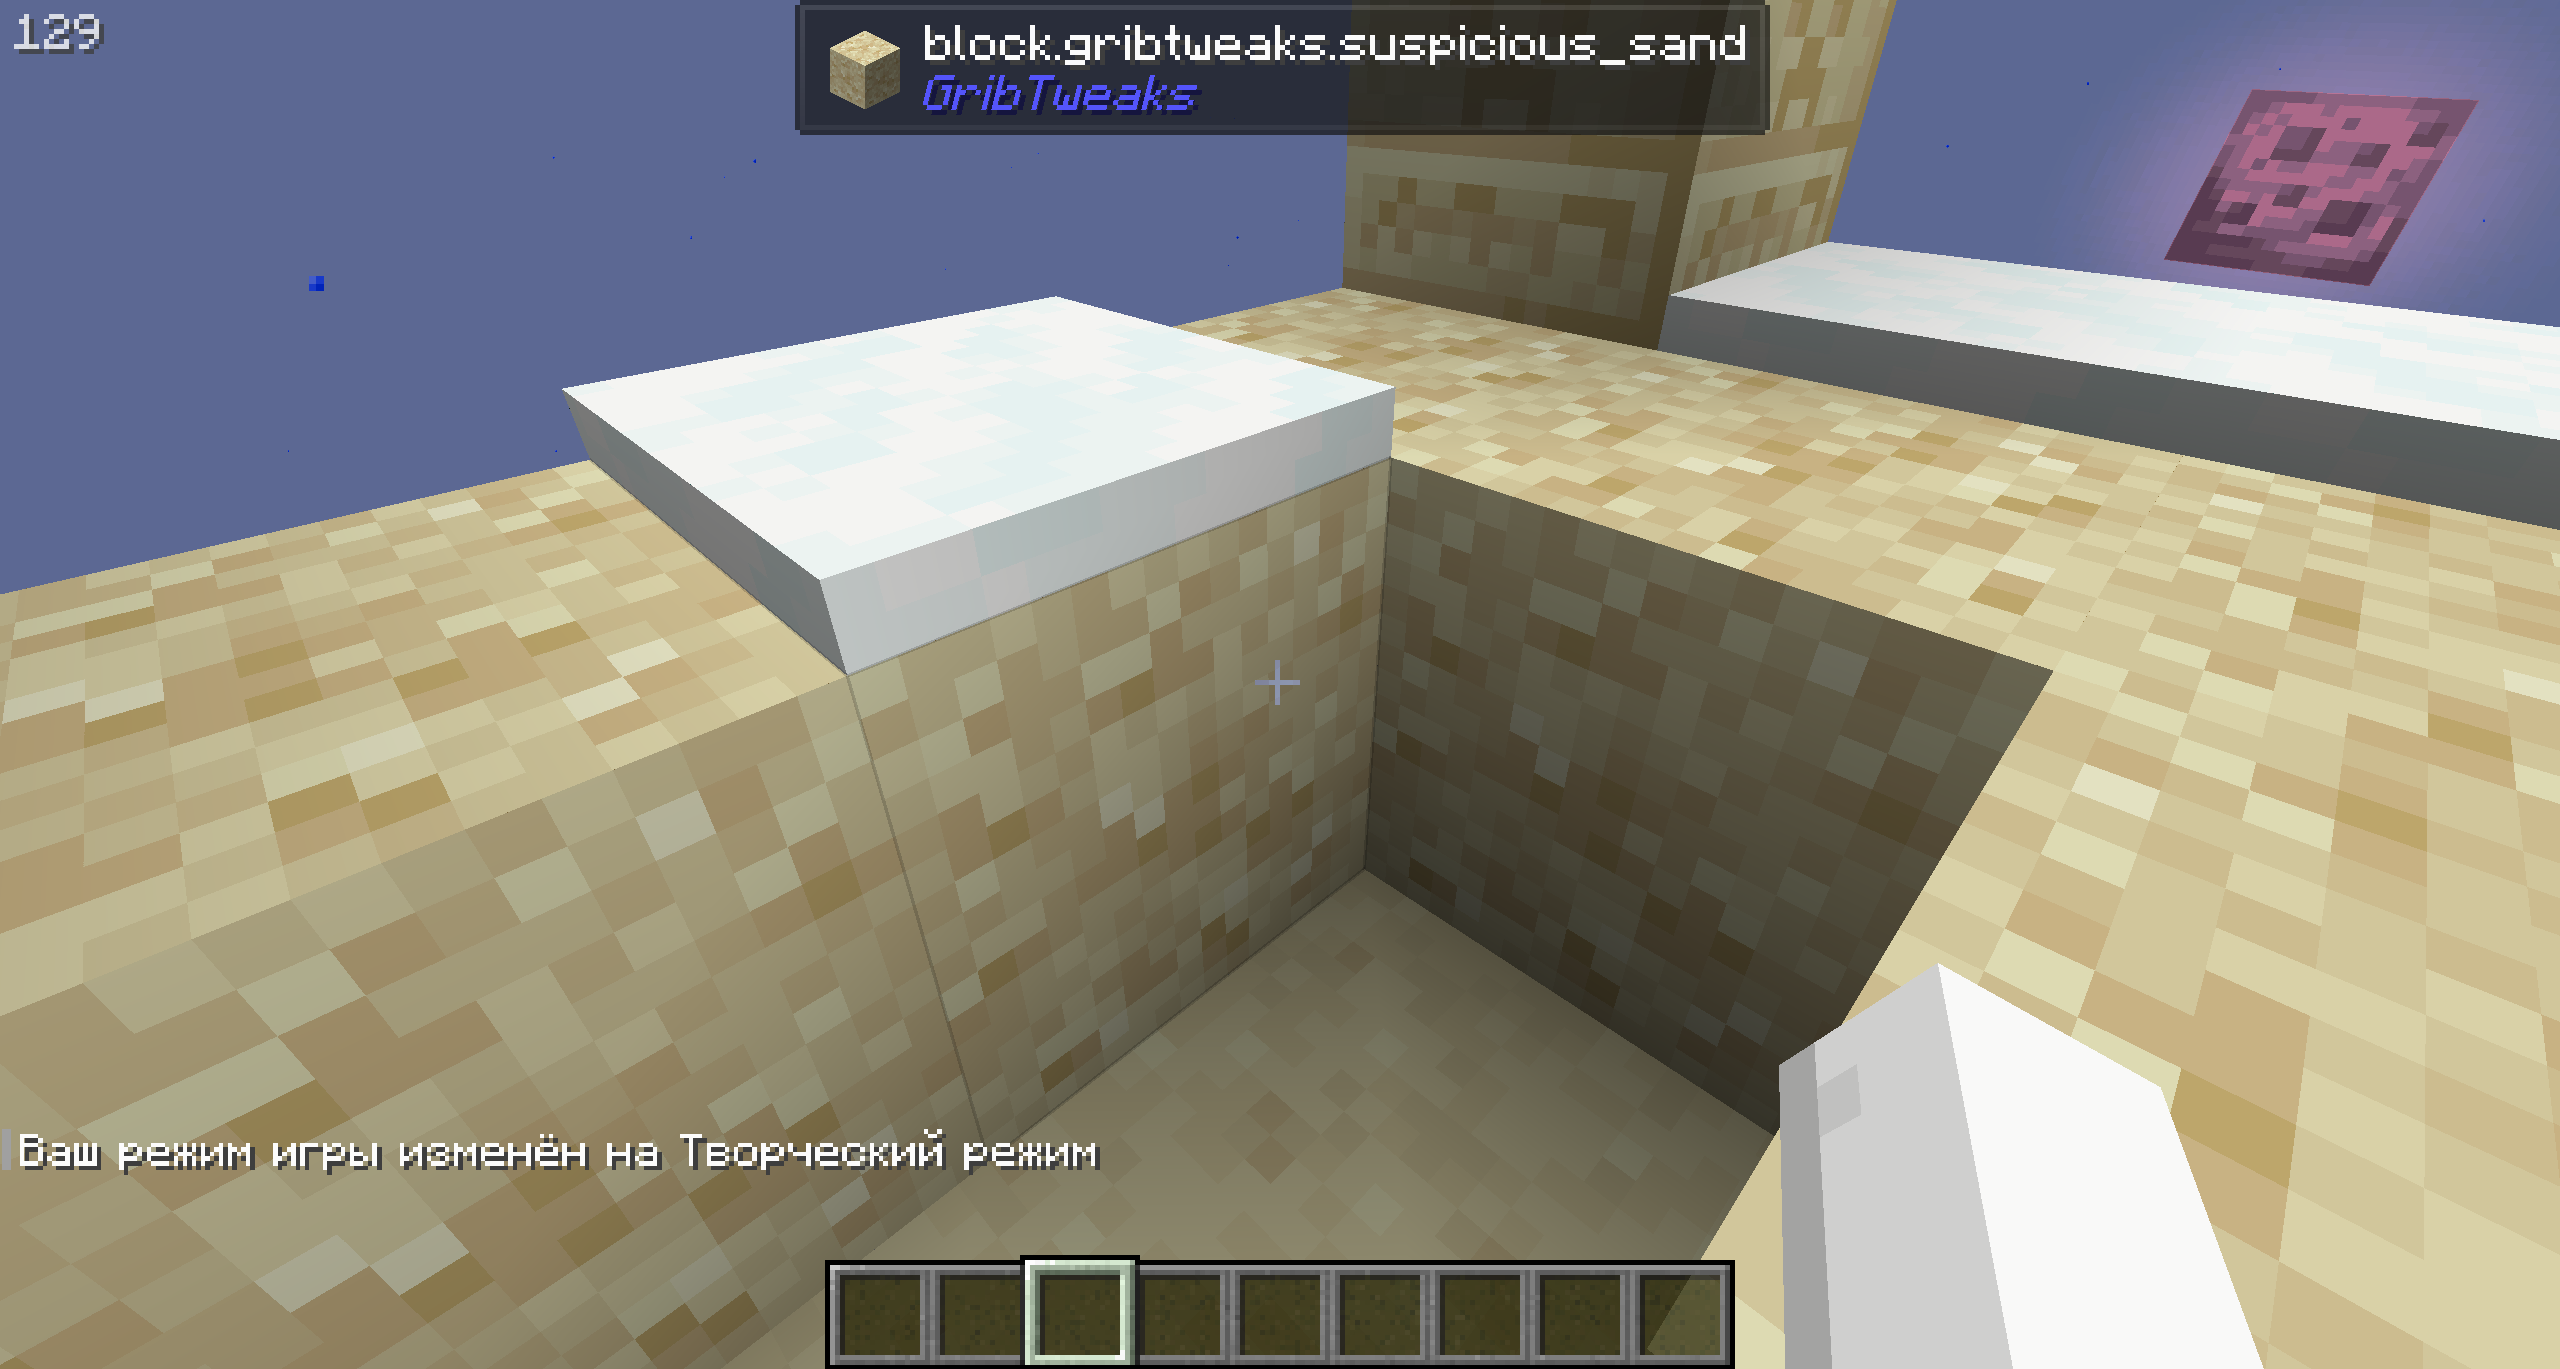 129
block.gribtweaks.suspicious_sand
GribTweaks
Ваш режим игры изменён на Творческий режим